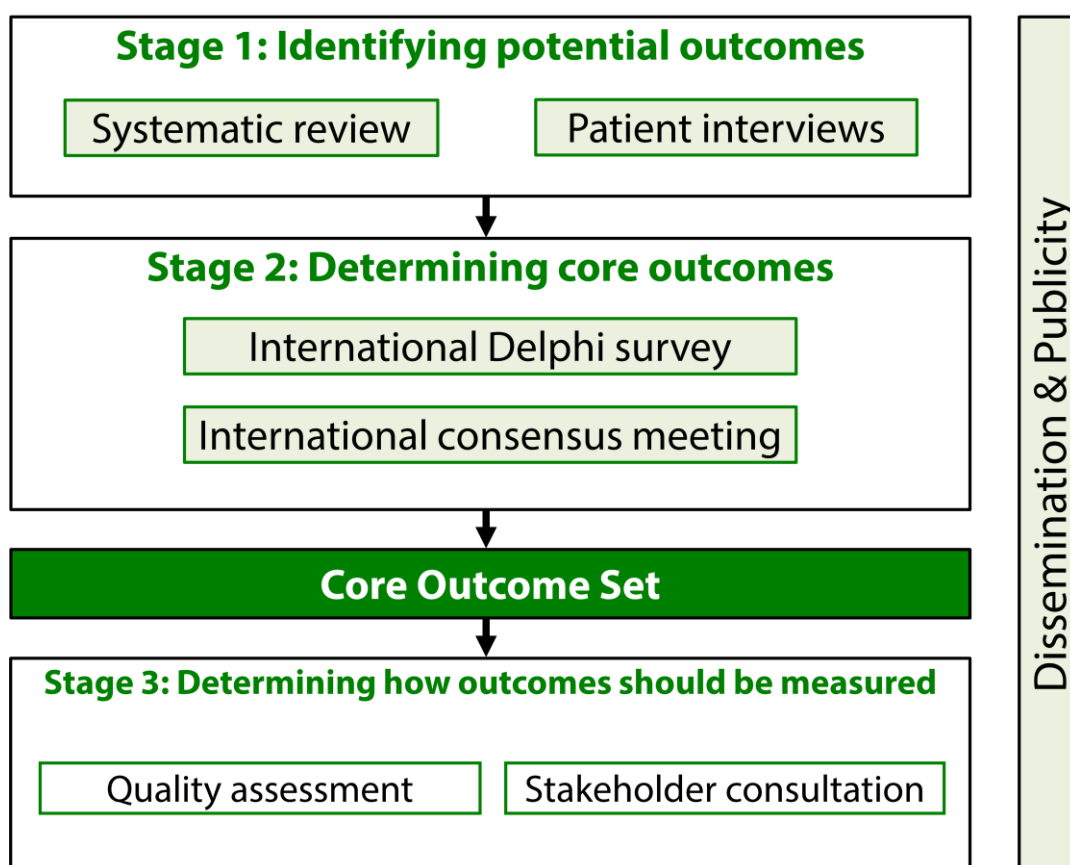 Stage 1: Identifying potential outcomes
Systematic review
Patient interviews
Stage 2: Determining core outcomes
International Delphi survey
International consensus meeting
Core Outcome Set
Stage 3: Determining how outcomes should be measured
Quality assessment
Stakeholder consultation
Dissemination & Publicity